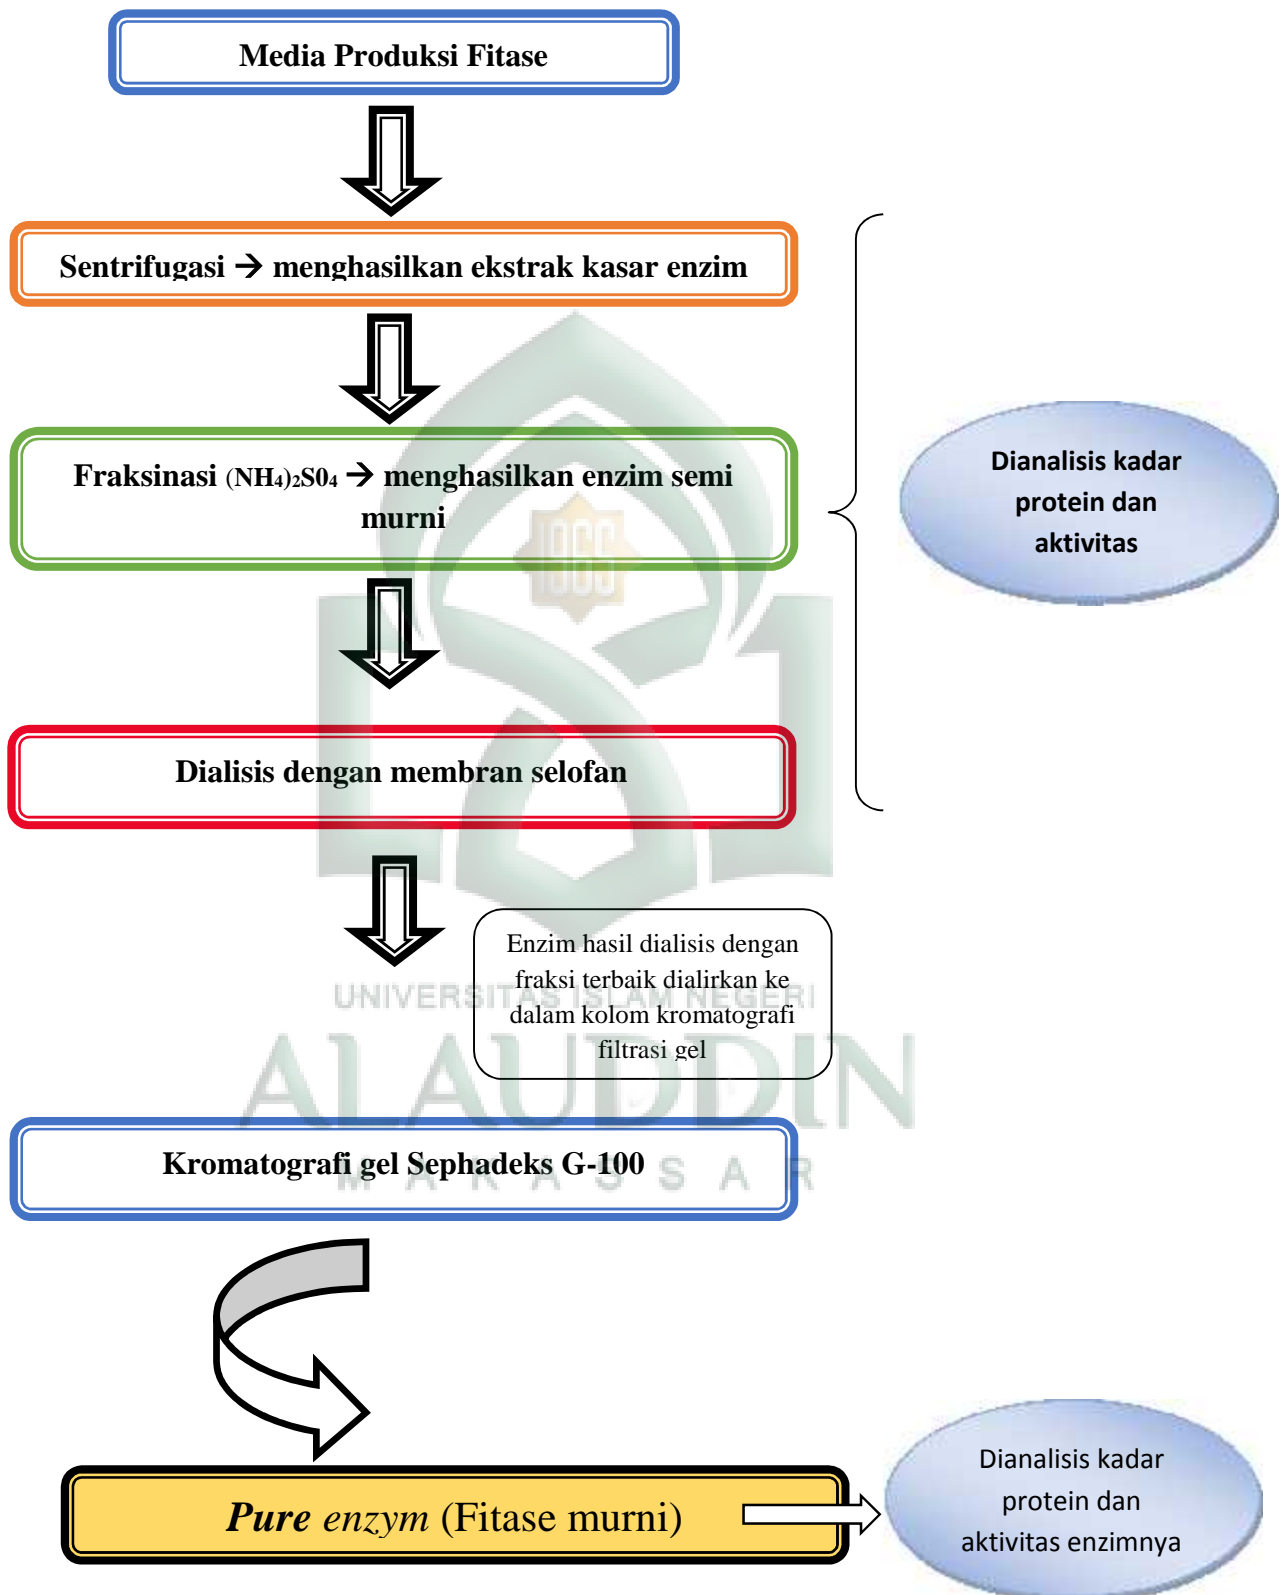 Media Produksi Fitase
Sentrifugasi → menghasilkan ekstrak kasar enzim
Fraksinasi (NH4)2S04 → menghasilkan enzim semi
murni
Dianalisis kadar
protein dan
aktivitas
1965
Dialisis dengan membran selofan
Enzim hasil dialisis dengan
fraksi terbaik dialirkan ke
dalam kolom kromatografi
filtrasi gel
UNIVERSITAS ISLAM NEGERI
ALAUDDIN
MAKASSAR
Kromatografi gel Sephadeks G-100
Pure enzym (Fitase murni)
Dianalisis kadar
protein dan
aktivitas enzimnya